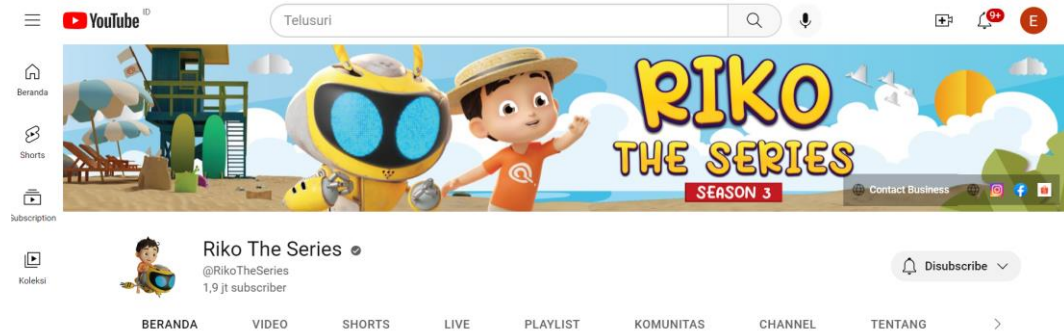 YouTube ID
Telusuri
9+
E
Beranda
Shorts
Subscription
Koleksi
RIKO
THE SERIES
SEASON 3
Contact Business
Riko The Series
@RikoTheSeries
1,9 jt subscriber
Disubscribe
BERANDA VIDEO SHORTS LIVE PLAYLIST KOMUNITAS CHANNEL TENTANG